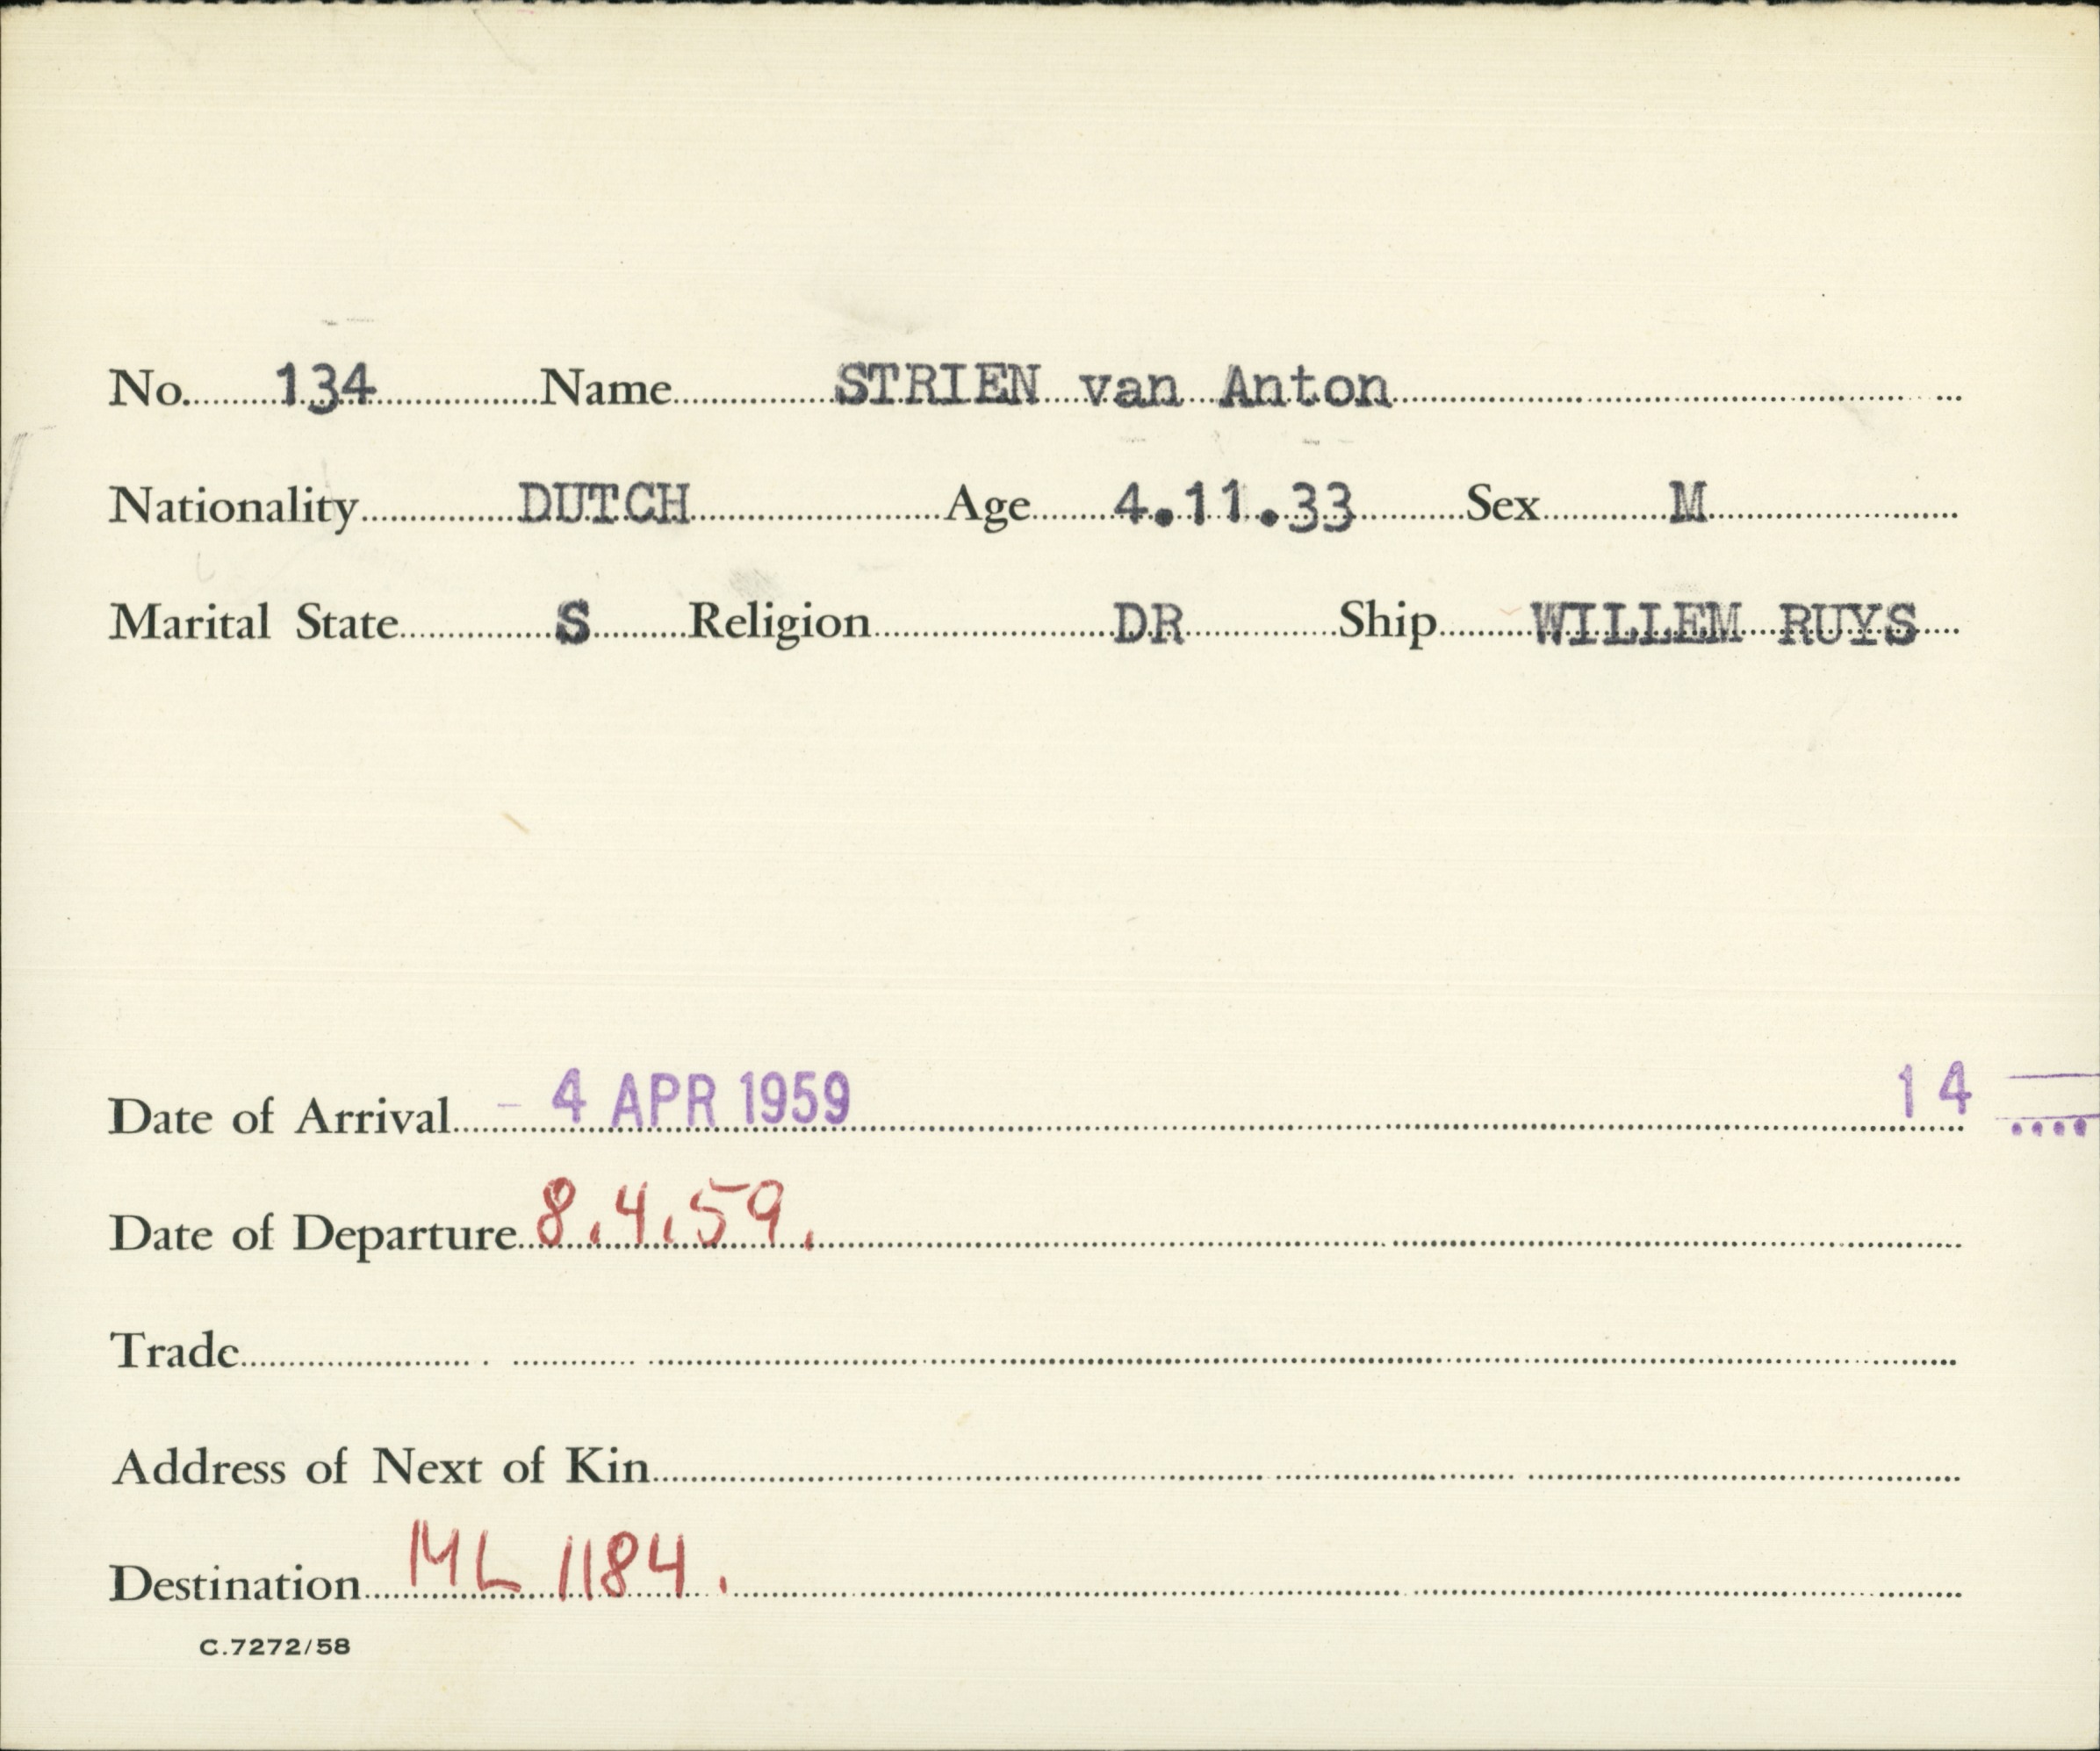 No. 134 Name STRIEN van Anton
Nationality DUTCH Age 4.11.33 Sex M
Marital State S Religion DR Ship WILLEM RUYS
Date of Arrival - 4 APR 1959 14
Date of Departure 8.4.59.
Trade
Address of Next of Kin
Destination ML 1184.
C.7272/58